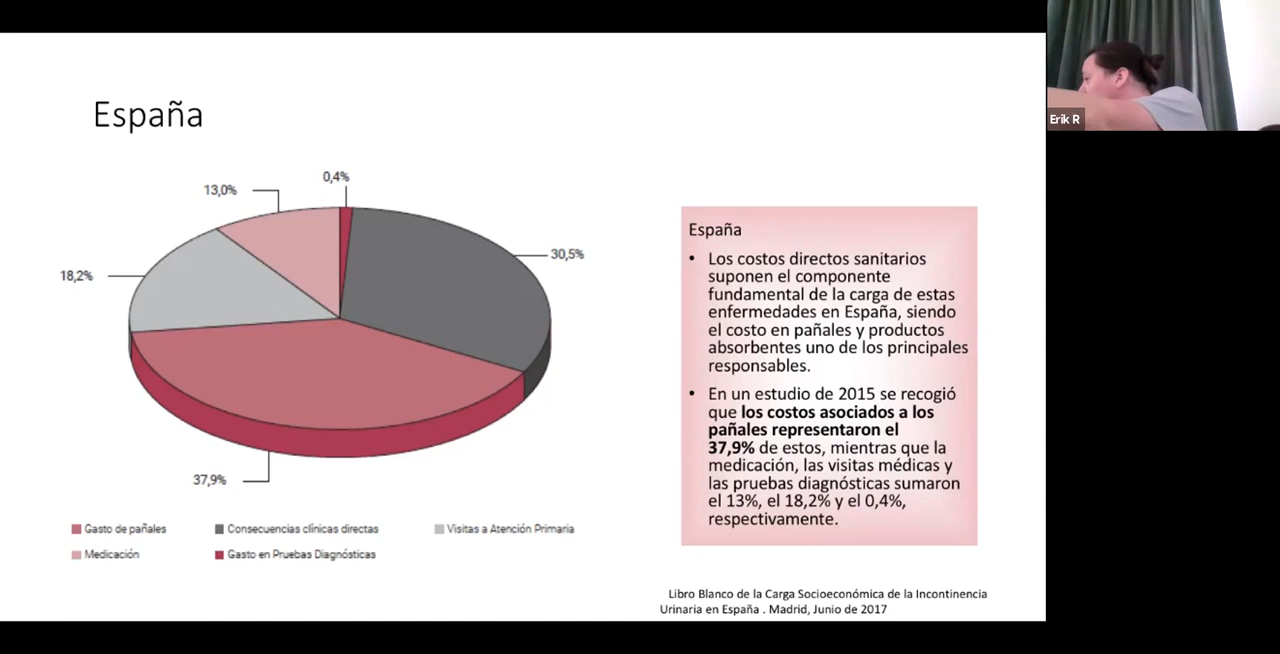 España
13,0%
0,4%
30,5%
18,2%
37,9%
Gasto de pañales
Consecuencias clínicas directas
Visitas a Atención Primaria
Medicación
Gasto en Pruebas Diagnósticas
España
• Los costos directos sanitarios
suponen el componente
fundamental de la carga de estas
enfermedades en España, siendo
el costo en pañales y productos
absorbentes uno de los principales
responsables.
• En un estudio de 2015 se recogió
que los costos asociados a los
pañales representaron el
37,9% de estos, mientras que la
medicación, las visitas médicas y
las pruebas diagnósticas sumaron
el 13%, el 18,2% y el 0,4%,
respectivamente.
Libro Blanco de la Carga Socioeconómica de la Incontinencia
Urinaria en España . Madrid, Junio de 2017
Erik R